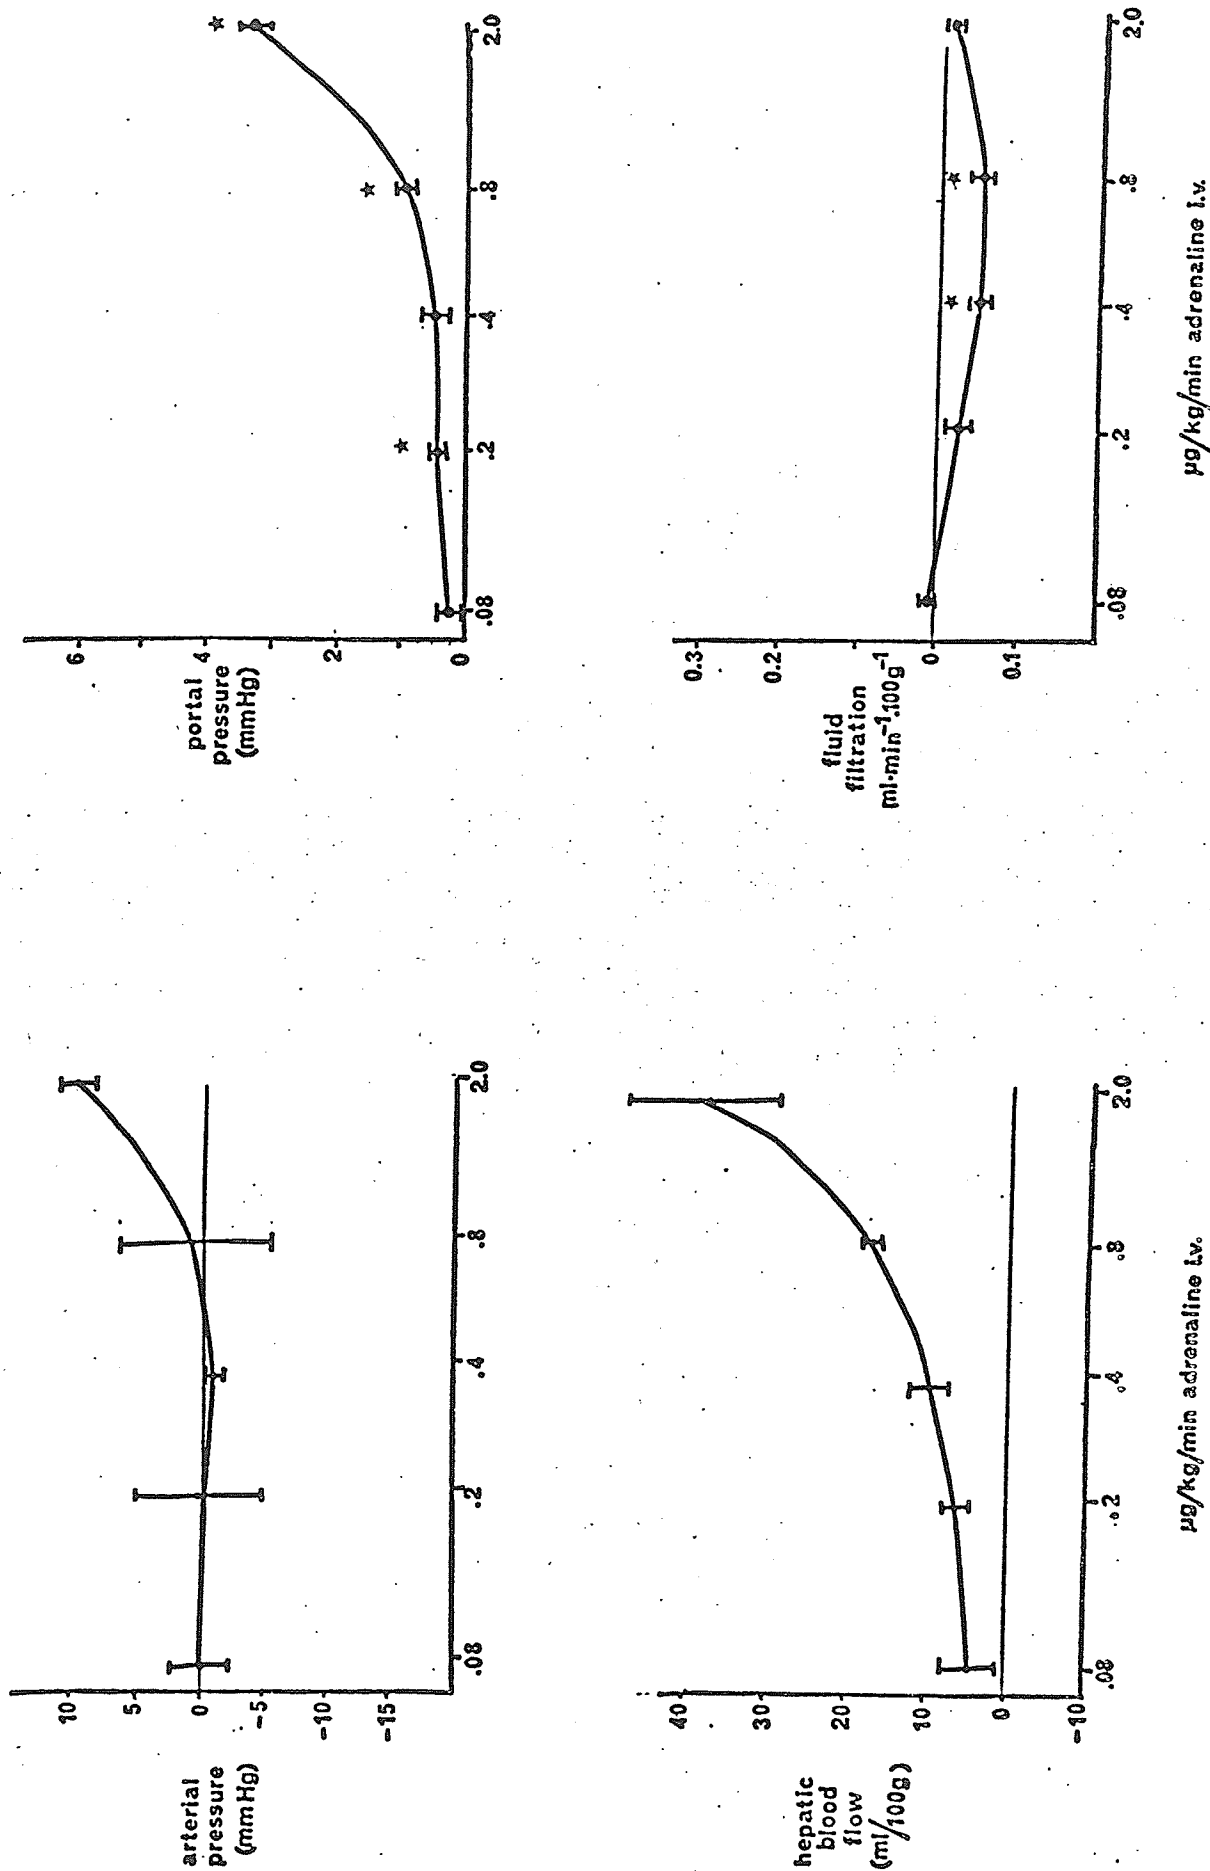 arterial
pressure
(mmHg)
10
5
0
-5
-10
-15
.08
.2
.4
.8
2.0
portal
pressure
(mmHg)
6
4
2
0
.08
.2
.4
.8
2.0
hepatic
blood
flow
(ml/100g)
40
30
20
10
0
-10
.08
.2
.4
.8
2.0
µg/kg/min adrenaline i.v.
fluid
filtration
ml·min⁻¹·100g⁻¹
0.3
0.2
0
0.1
.08
.2
.4
.8
2.0
µg/kg/min adrenaline i.v.